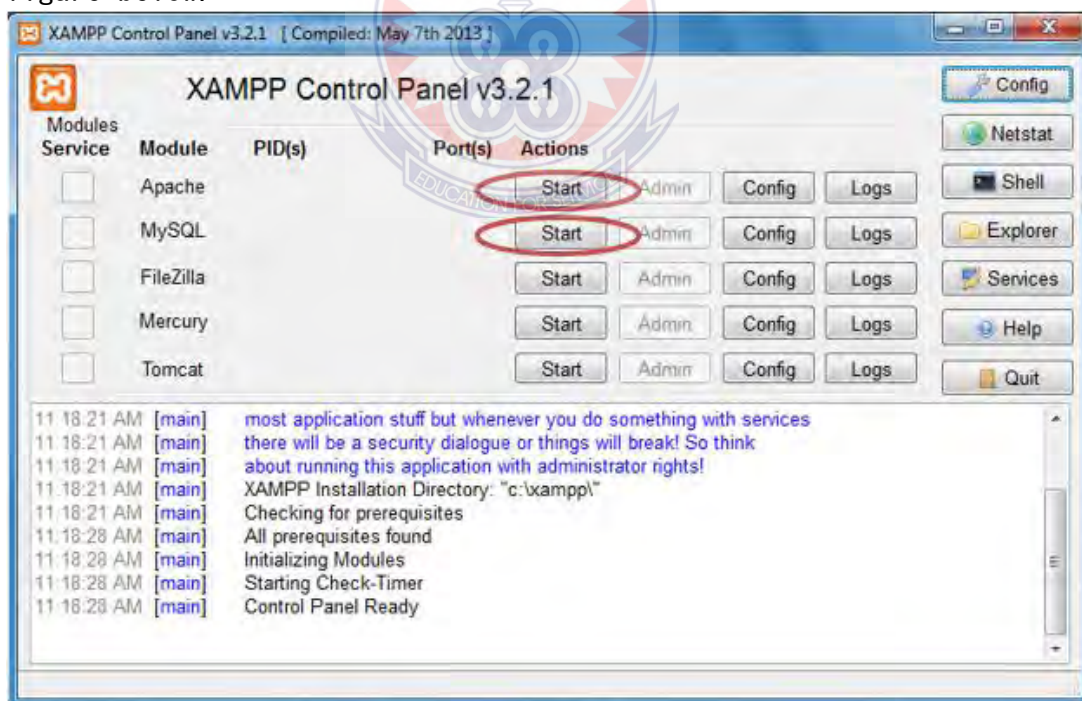 XAMPP Control Panel v3.2.1 [ Compiled: May 7th 2013 ]
XAMPP Control Panel v3.2.1
Config
Netstat
Shell
Explorer
Services
Help
Quit
Modules
Service Module PID(s) Port(s) Actions
Apache Start Admin Config Logs
MySQL Start Admin Config Logs
FileZilla Start Admin Config Logs
Mercury Start Admin Config Logs
Tomcat Start Admin Config Logs
EDUCATION FOR SERVICE
11:18:21 AM [main] most application stuff but whenever you do something with services
11:18:21 AM [main] there will be a security dialogue or things will break! So think
11:18:21 AM [main] about running this application with administrator rights!
11:18:21 AM [main] XAMPP Installation Directory: "c:\xampp\"
11:18:21 AM [main] Checking for prerequisites
11:18:28 AM [main] All prerequisites found
11:18:28 AM [main] Initializing Modules
11:18:28 AM [main] Starting Check-Timer
11:18:28 AM [main] Control Panel Ready